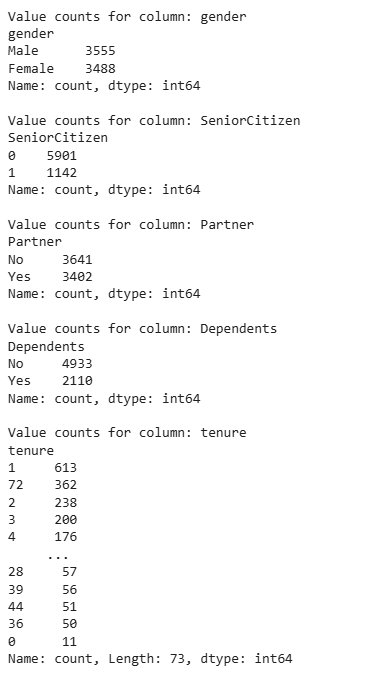 Value counts for column: gender
gender
Male      3555
Female    3488
Name: count, dtype: int64
Value counts for column: SeniorCitizen
SeniorCitizen
0    5901
1    1142
Name: count, dtype: int64
Value counts for column: Partner
Partner
No     3641
Yes    3402
Name: count, dtype: int64
Value counts for column: Dependents
Dependents
No     4933
Yes    2110
Name: count, dtype: int64
Value counts for column: tenure
tenure
1     613
72    362
2     238
3     200
4     176
     ...
28     57
39     56
44     51
36     50
0      11
Name: count, Length: 73, dtype: int64